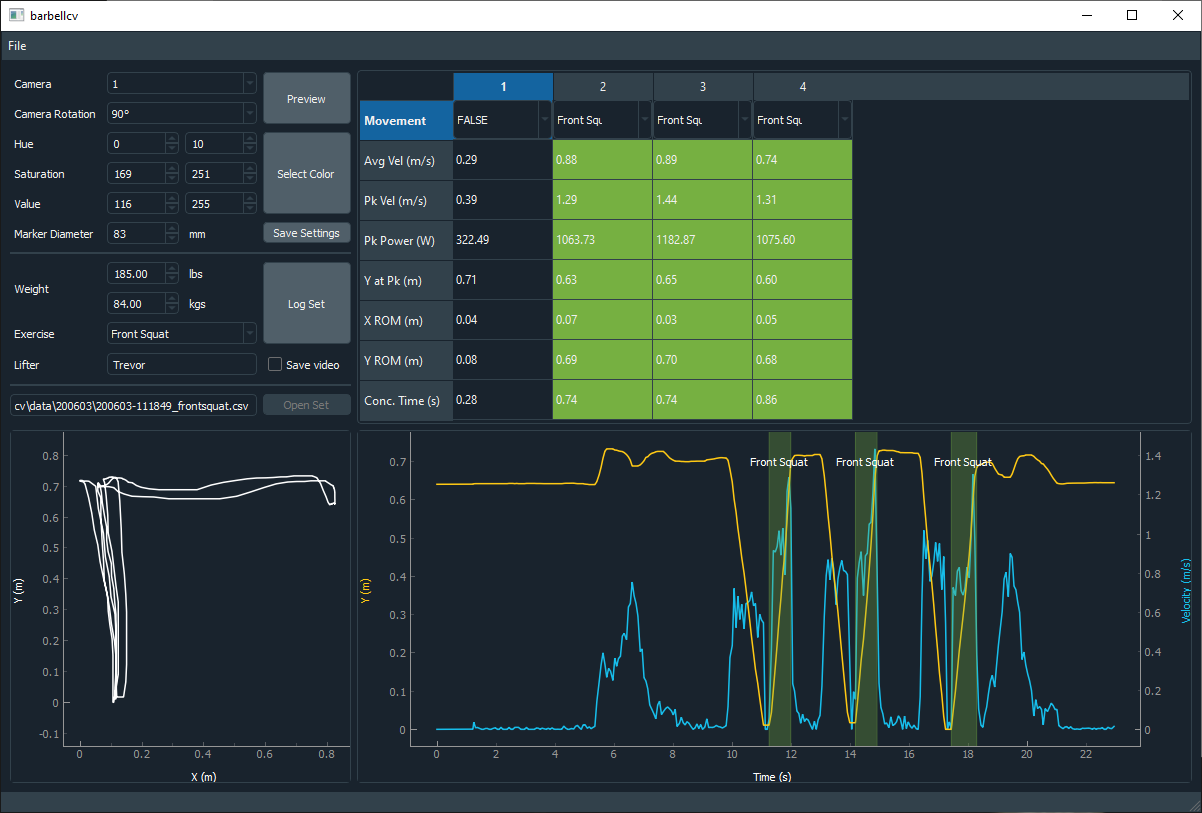 barbellcv
File
Camera 1 Preview
Camera Rotation 90°
Hue 0 10 Select Color
Saturation 169 251
Value 116 255
Marker Diameter 83 mm Save Settings
Weight 185.00 lbs Log Set
84.00 kgs
Exercise Front Squat
Lifter Trevor Save video
cv\data\200603\200603-111849_frontsquat.csv Open Set
1 2 3 4
Movement FALSE Front Squ Front Squ Front Squ
Avg Vel (m/s) 0.29 0.88 0.89 0.74
Pk Vel (m/s) 0.39 1.29 1.44 1.31
Pk Power (W) 322.49 1063.73 1182.87 1075.60
Y at Pk (m) 0.71 0.63 0.65 0.60
X ROM (m) 0.04 0.07 0.03 0.05
Y ROM (m) 0.08 0.69 0.70 0.68
Conc. Time (s) 0.28 0.74 0.74 0.86
0.8
0.7
0.6
0.5
0.4
0.3
0.2
0.1
0
-0.1
Y (m)
0 0.2 0.4 0.6 0.8
X (m)
0.7
0.6
0.5
0.4
0.3
0.2
0.1
0
Y (m)
Front Squat Front Squat Front Squat
1.4
1.2
1
0.8
0.6
0.4
0.2
0
Velocity (m/s)
0 2 4 6 8 10 12 14 16 18 20 22
Time (s)